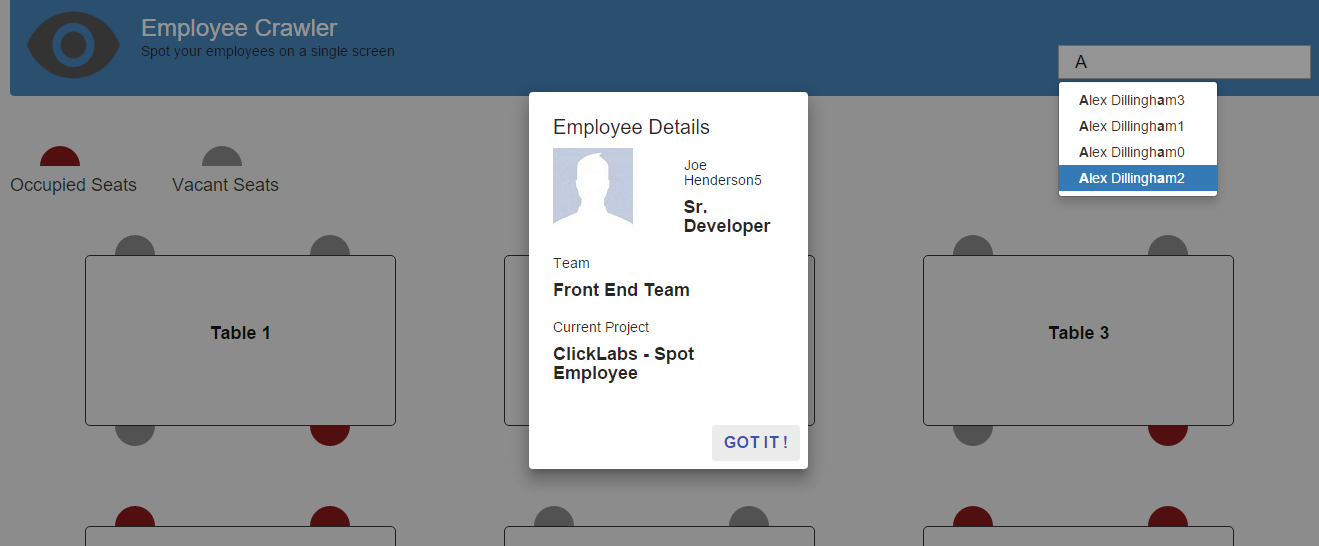 Employee Crawler
Spot your employees on a single screen
A
Alex Dillingham3
Alex Dillingham1
Alex Dillingham0
Alex Dillingham2
Occupied Seats
Vacant Seats
Employee Details
Joe
Henderson5
Sr.
Developer
Team
Front End Team
Current Project
ClickLabs - Spot
Employee
GOT IT !
Table 1
Table 3